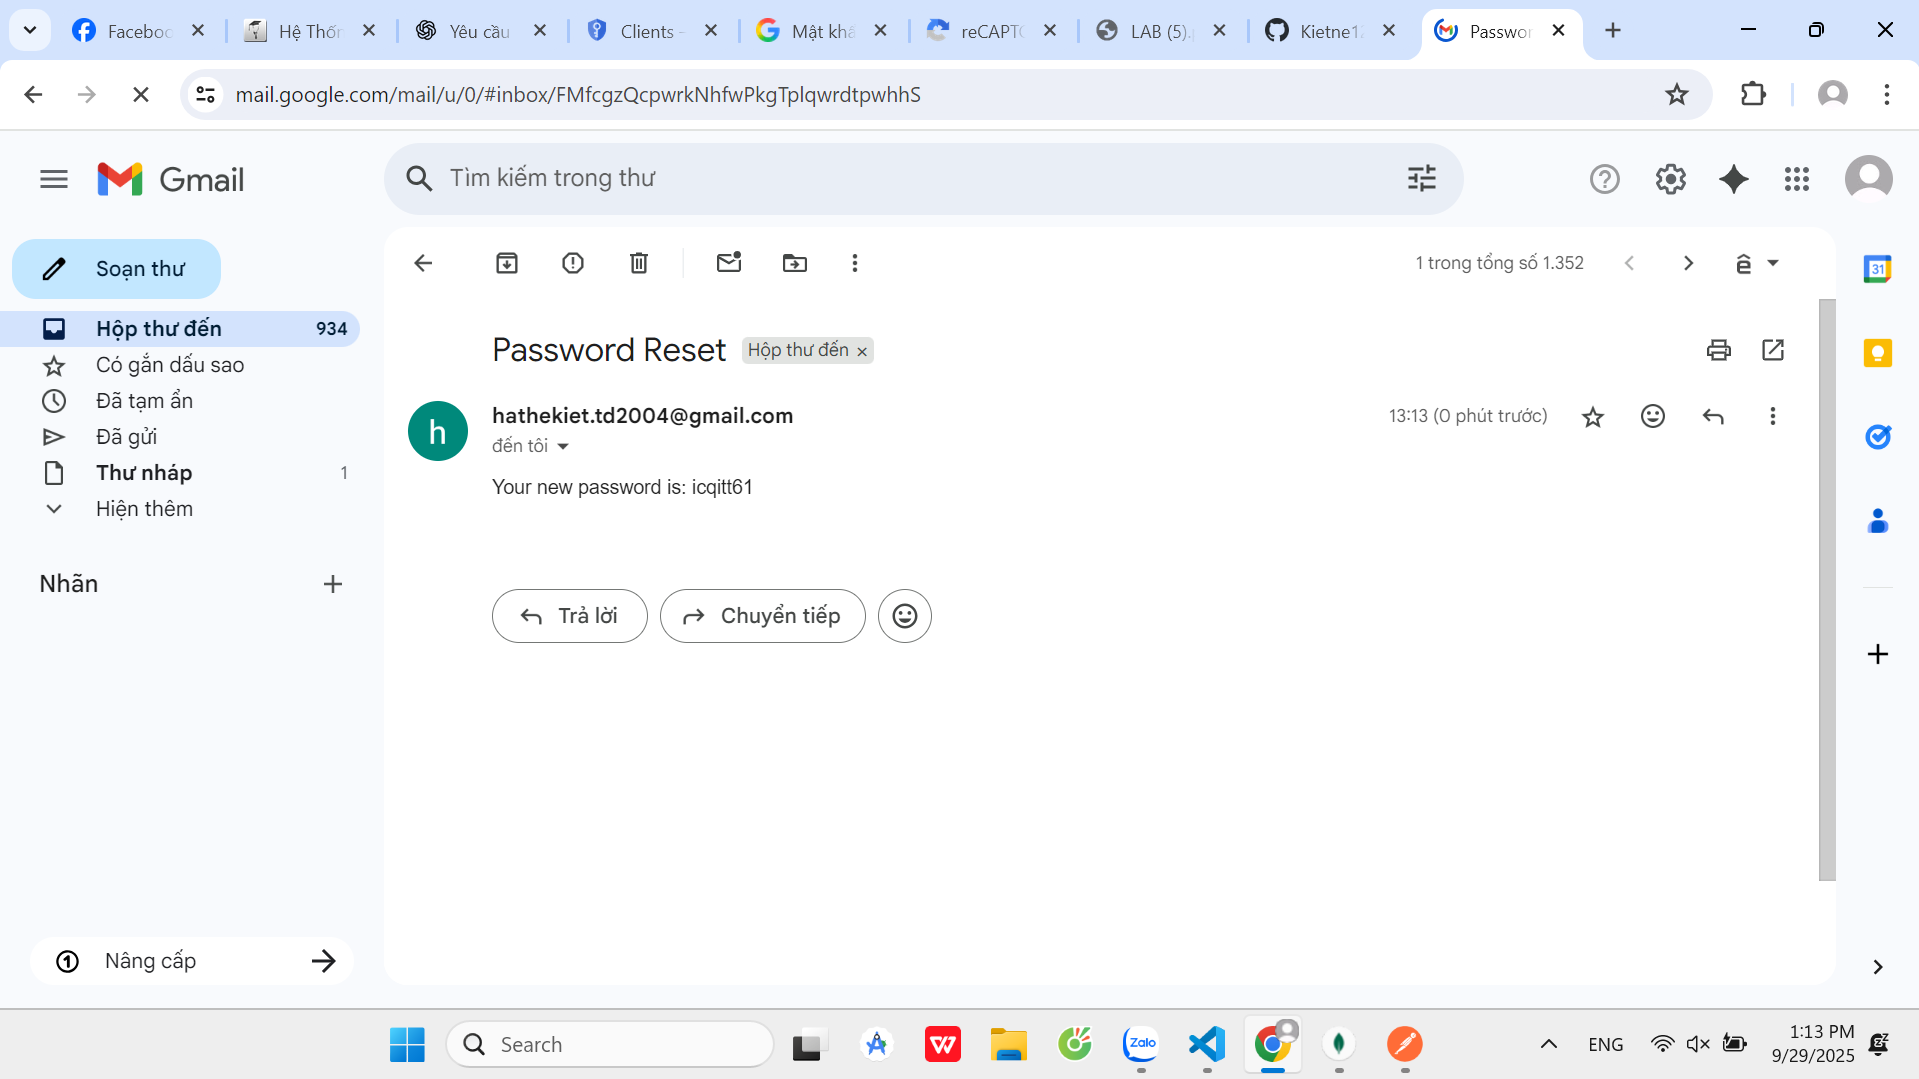 Faceboo
Hệ Thốn
Yêu cầu
Clients -
Mật khẩ
reCAPTC
LAB (5).
Kietne12
Passwor
mail.google.com/mail/u/0/#inbox/FMfcgzQcpwrkNhfwPkgTplqwrdtpwhhS
Gmail
Tìm kiếm trong thư
Soạn thư
1 trong tổng số 1.352
Hộp thư đến 934
Có gắn dấu sao
Đã tạm ẩn
Đã gửi
Thư nháp 1
Hiện thêm
Nhãn
Password Reset Hộp thư đến
hathekiet.td2004@gmail.com 13:13 (0 phút trước)
đến tôi
Your new password is: icqitt61
Trả lời
Chuyển tiếp
31
Nâng cấp
Search
Zalo
ENG
1:13 PM
9/29/2025